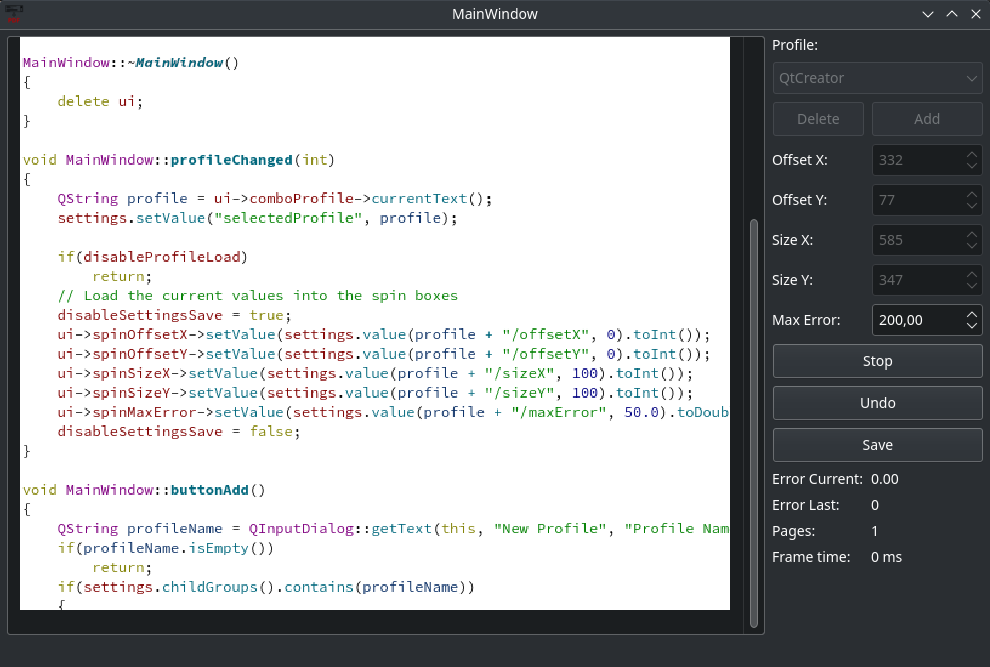 MainWindow
MainWindow::~MainWindow()
{
    delete ui;
}
void MainWindow::profileChanged(int)
{
    QString profile = ui->comboProfile->currentText();
    settings.setValue("selectedProfile", profile);
    if(disableProfileLoad)
        return;
    // Load the current values into the spin boxes
    disableSettingsSave = true;
    ui->spinOffsetX->setValue(settings.value(profile + "/offsetX", 0).toInt());
    ui->spinOffsetY->setValue(settings.value(profile + "/offsetY", 0).toInt());
    ui->spinSizeX->setValue(settings.value(profile + "/sizeX", 100).toInt());
    ui->spinSizeY->setValue(settings.value(profile + "/sizeY", 100).toInt());
    ui->spinMaxError->setValue(settings.value(profile + "/maxError", 50.0).toDoub
    disableSettingsSave = false;
}
void MainWindow::buttonAdd()
{
    QString profileName = QInputDialog::getText(this, "New Profile", "Profile Nam
    if(profileName.isEmpty())
        return;
    if(settings.childGroups().contains(profileName))
    {
Profile:
QtCreator
Delete Add
Offset X: 332
Offset Y: 77
Size X: 585
Size Y: 347
Max Error: 200,00
Stop
Undo
Save
Error Current: 0.00
Error Last: 0
Pages: 1
Frame time: 0 ms